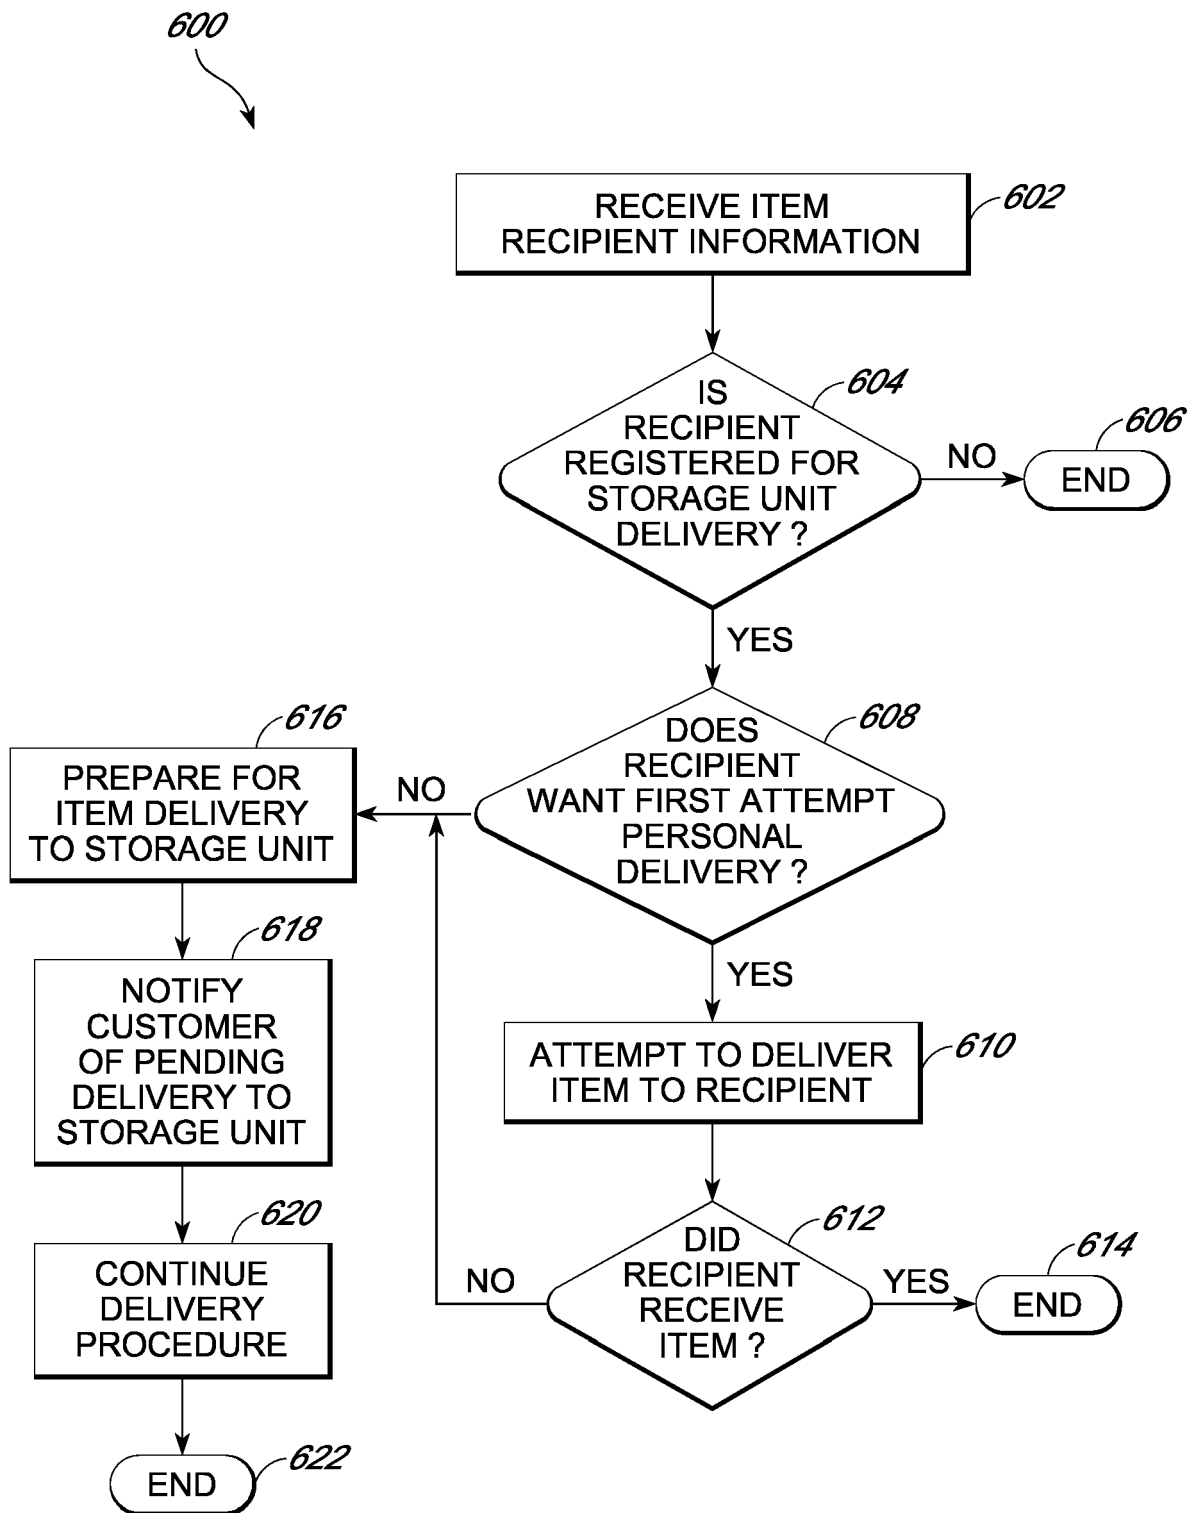 600
602
RECEIVE ITEM
RECIPIENT INFORMATION
604
IS
RECIPIENT
REGISTERED FOR
STORAGE UNIT
DELIVERY ?
NO
606
END
YES
608
DOES
RECIPIENT
WANT FIRST ATTEMPT
PERSONAL
DELIVERY ?
NO
616
PREPARE FOR
ITEM DELIVERY
TO STORAGE UNIT
618
NOTIFY
CUSTOMER
OF PENDING
DELIVERY TO
STORAGE UNIT
620
CONTINUE
DELIVERY
PROCEDURE
END
622
YES
610
ATTEMPT TO DELIVER
ITEM TO RECIPIENT
612
DID
RECIPIENT
RECEIVE
ITEM ?
NO
YES
614
END